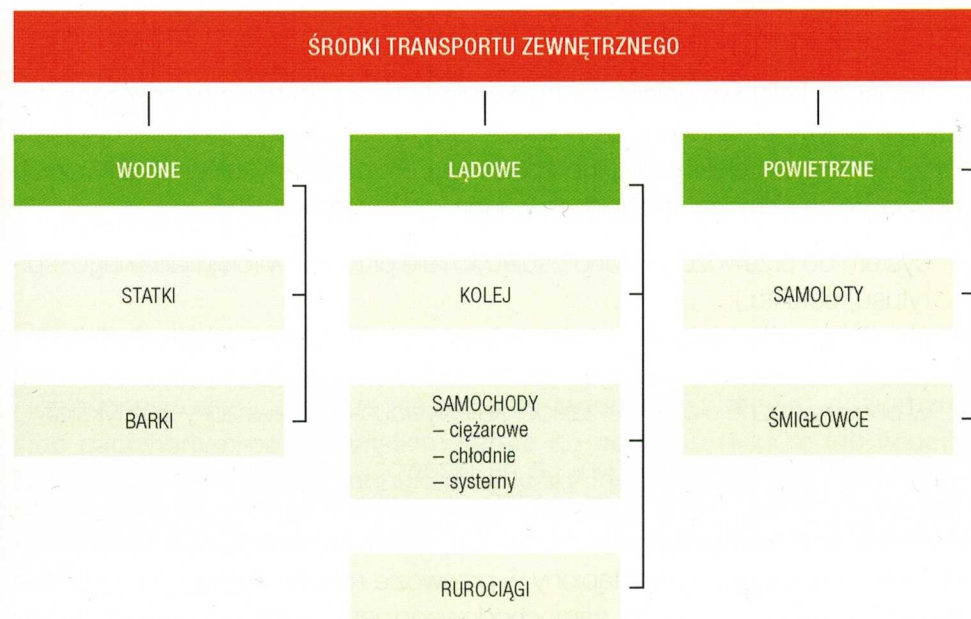 ŚRODKI TRANSPORTU ZEWNĘTRZNEGO
WODNE
STATKI
BARKI
LĄDOWE
KOLEJ
SAMOCHODY
– ciężarowe
– chłodnie
– systerny
RUROCIĄGI
POWIETRZNE
SAMOLOTY
ŚMIGŁOWCE